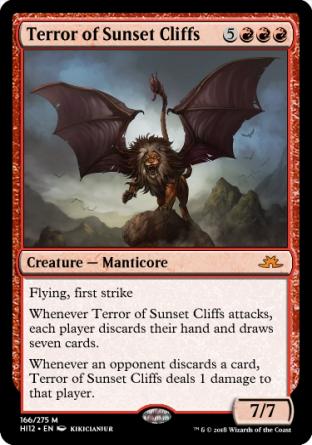 Terror of Sunset Cliffs 5
Creature — Manticore
Flying, first strike
Whenever Terror of Sunset Cliffs attacks,
each player discards their hand and draws
seven cards.
Whenever an opponent discards a card,
Terror of Sunset Cliffs deals 1 damage to
that player.
7/7
166/275 M
HI12 • EN KIKICIANJUR
™ & © 2018 Wizards of the Coast